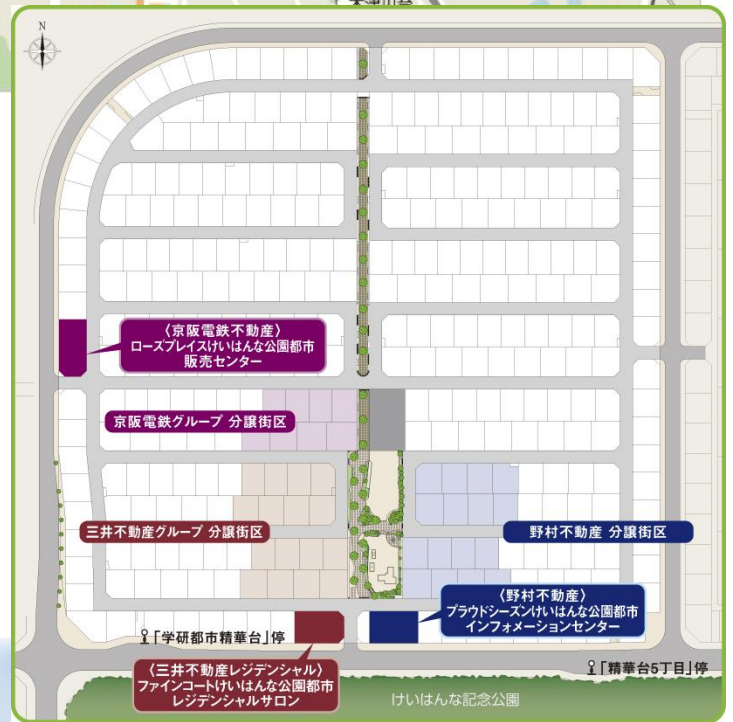 木津川台
N
〈京阪電鉄不動産〉
ローズプレイスけいはんな公園都市
販売センター
京阪電鉄グループ 分譲街区
三井不動産グループ 分譲街区
野村不動産 分譲街区
〈野村不動産〉
プラウドシーズンけいはんな公園都市
インフォメーションセンター
「学研都市精華台」停
〈三井不動産レジデンシャル〉
ファインコートけいはんな公園都市
レジデンシャルサロン
「精華台5丁目」停
けいはんな記念公園